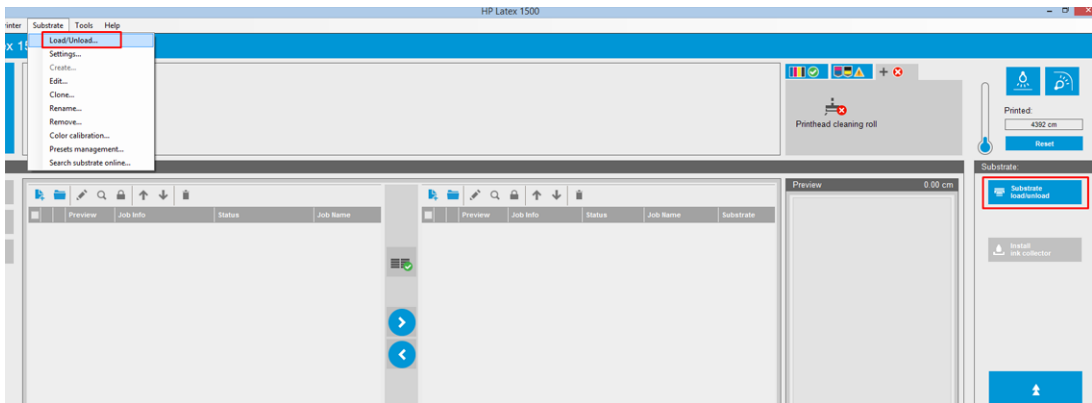 HP Latex 1500
inter Substrate Tools Help
x 1
Load/Unload...
Settings...
Create...
Edit...
Clone...
Rename...
Remove...
Color calibration...
Presets management...
Search substrate online...
Printhead cleaning roll
Printed:
4392 cm
Reset
Substrate:
Substrate
load/unload
Install
ink collector
Preview Job Info Status Job Name
Preview Job Info Status Job Name Substrate
Preview 0.00 cm